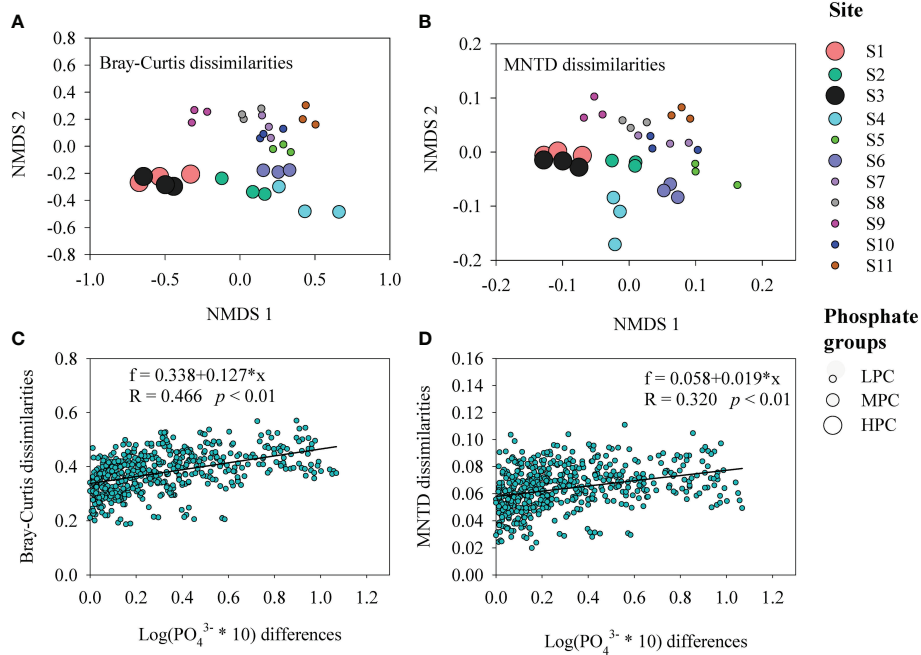 A
0.8
0.6
0.4
0.2
0.0
-0.2
-0.4
-0.6
-0.8
NMDS 2
Bray-Curtis dissimilarities
-1.0
-0.5
0.0
0.5
1.0
NMDS 1
B
0.2
0.1
0.0
-0.1
-0.2
NMDS 2
MNTD dissimilarities
-0.2
-0.1
0.0
0.1
0.2
NMDS 1
Site
S1
S2
S3
S4
S5
S6
S7
S8
S9
S10
S11
Phosphate
groups
LPC
MPC
HPC
C
0.8
0.6
0.4
0.2
0.0
Bray-Curtis dissimilarities
f = 0.338+0.127*x
R = 0.466 p < 0.01
0.0
0.2
0.4
0.6
0.8
1.0
1.2
Log(PO₄³⁻ * 10) differences
D
0.16
0.14
0.12
0.10
0.08
0.06
0.04
0.02
0.00
MNTD dissimilarities
f = 0.058+0.019*x
R = 0.320 p < 0.01
0.0
0.2
0.4
0.6
0.8
1.0
1.2
Log(PO₄³⁻ * 10) differences